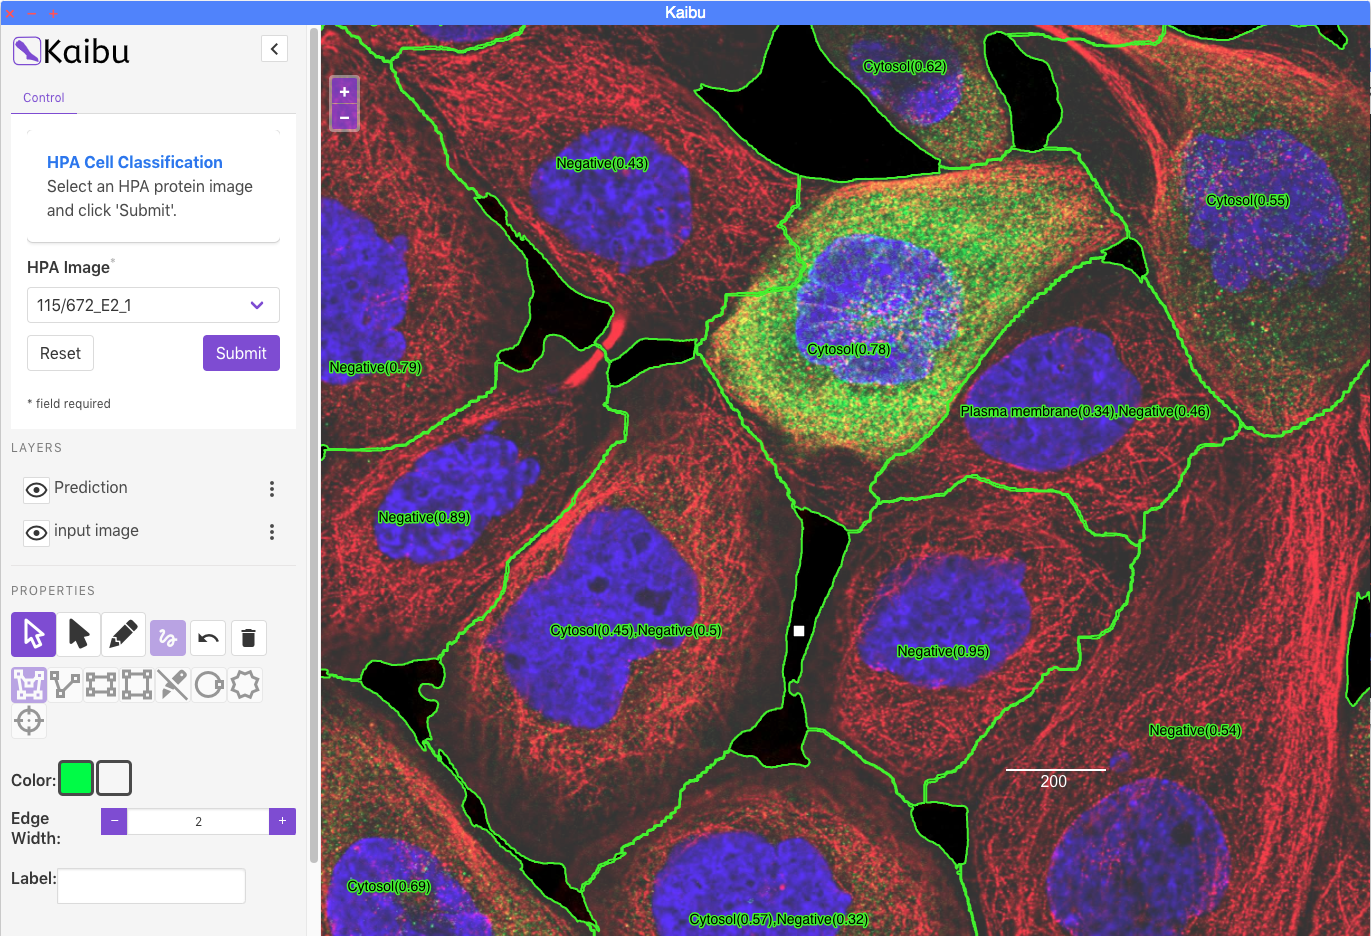 Kaibu
Kaibu
Control
HPA Cell Classification
Select an HPA protein image
and click 'Submit'.
HPA Image*
115/672_E2_1
Reset
Submit
* field required
LAYERS
Prediction
input image
PROPERTIES
Color:
Edge
Width:
− 2 +
Label:
+
−
Cytosol(0.62)
Negative(0.43)
Cytosol(0.55)
Cytosol(0.78)
Negative(0.79)
Plasma membrane(0.34),Negative(0.46)
Negative(0.89)
Cytosol(0.45),Negative(0.5)
Negative(0.95)
Negative(0.54)
200
Cytosol(0.69)
Cytosol(0.57),Negative(0.32)